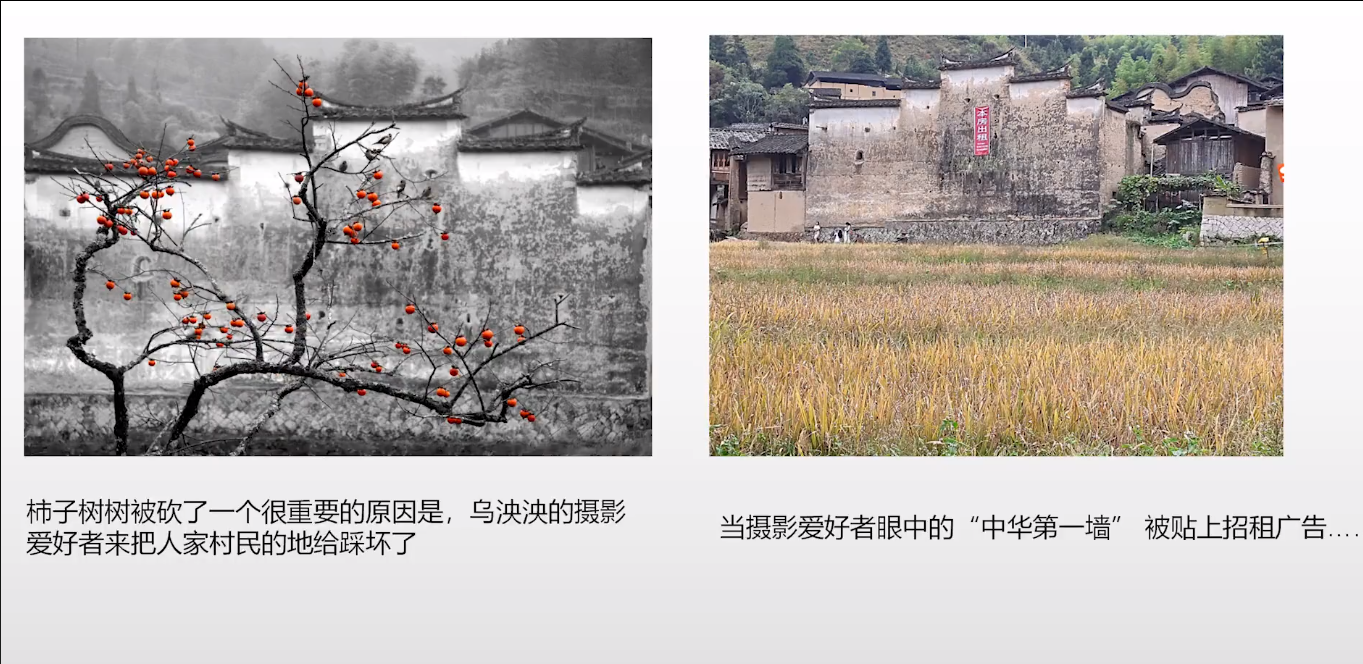 本房出租
柿子树树被砍了一个很重要的原因是，乌泱泱的摄影
爱好者来把人家村民的地给踩坏了
当摄影爱好者眼中的“中华第一墙” 被贴上招租广告....